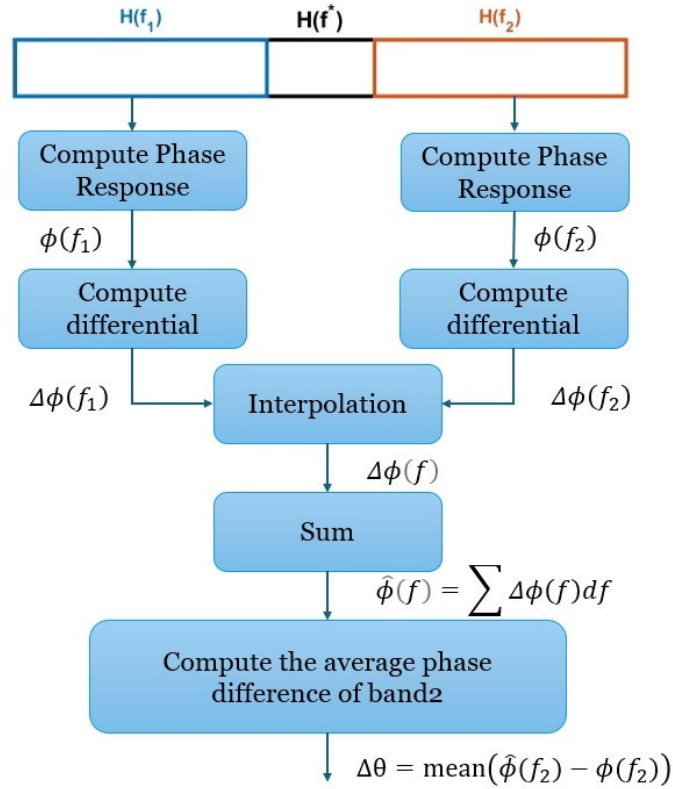 H(f₁) H(f*) H(f₂)
Compute Phase
Response
Compute Phase
Response
ϕ(f₁)
ϕ(f₂)
Compute
differential
Compute
differential
Δϕ(f₁)
Δϕ(f₂)
Interpolation
Δϕ(f)
Sum
ϕ̂(f) = ∑ Δϕ(f)df
Compute the average phase
difference of band2
Δθ = mean(ϕ̂(f₂) − ϕ(f₂))